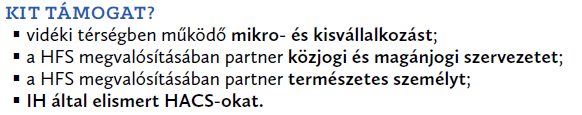 KIT TÁMOGAT?
▪ vidéki térségben működő mikro- és kisvállalkozást;
▪ a HFS megvalósításában partner közjogi és magánjogi szervezetet;
▪ a HFS megvalósításában partner természetes személyt;
▪ IH által elismert HACS-okat.